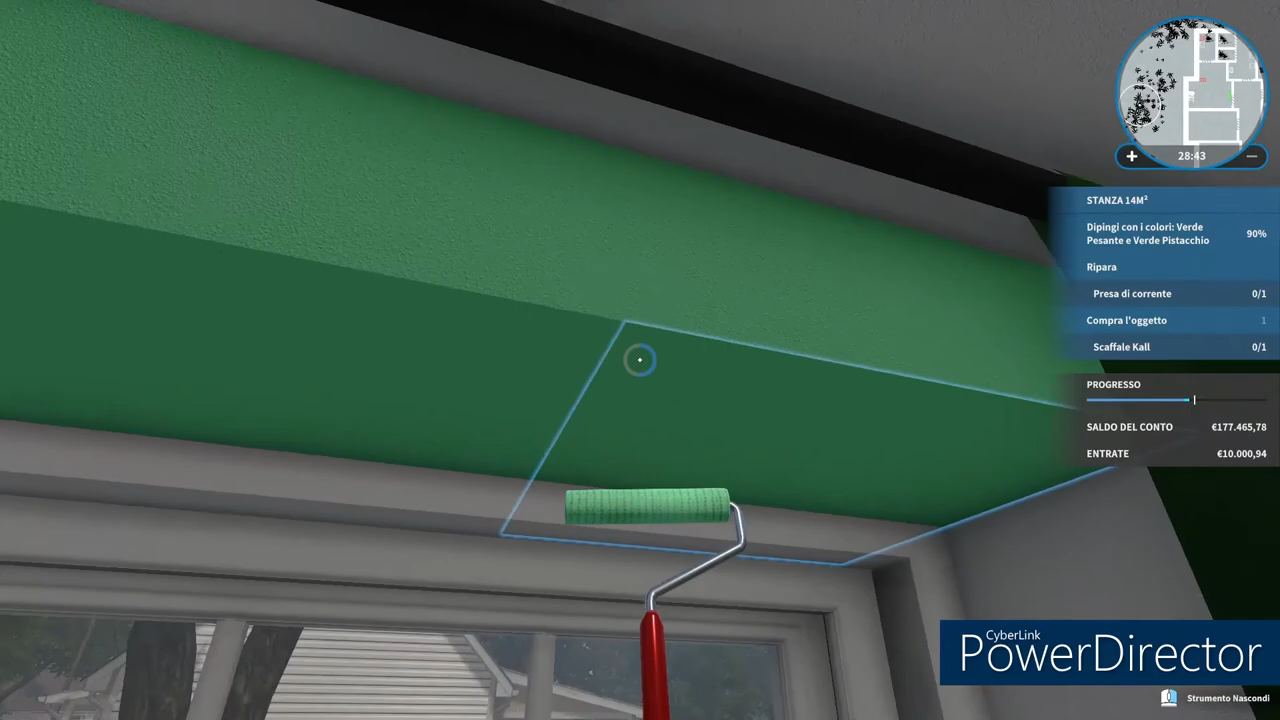 28:43
STANZA 14M²
Dipingi con i colori: Verde
Pesante e Verde Pistacchio
90%
Ripara
Presa di corrente 0/1
Compra l'oggetto 1
Scaffale Kall 0/1
PROGRESSO
SALDO DEL CONTO €177.465,78
ENTRATE €10.000,94
CyberLink
PowerDirector
Strumento Nascondi